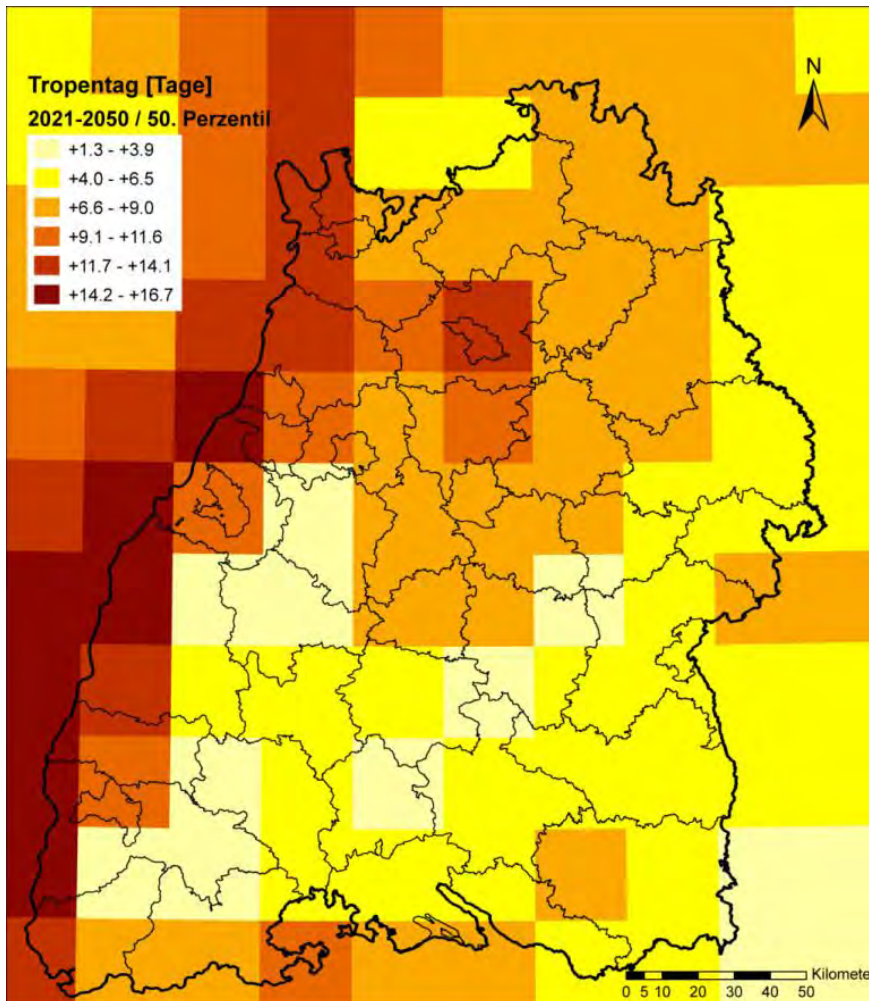 Tropentag [Tage]
2021-2050 / 50. Perzentil
+1.3 - +3.9
+4.0 - +6.5
+6.6 - +9.0
+9.1 - +11.6
+11.7 - +14.1
+14.2 - +16.7
N
Kilomete
0 5 10 20 30 40 50